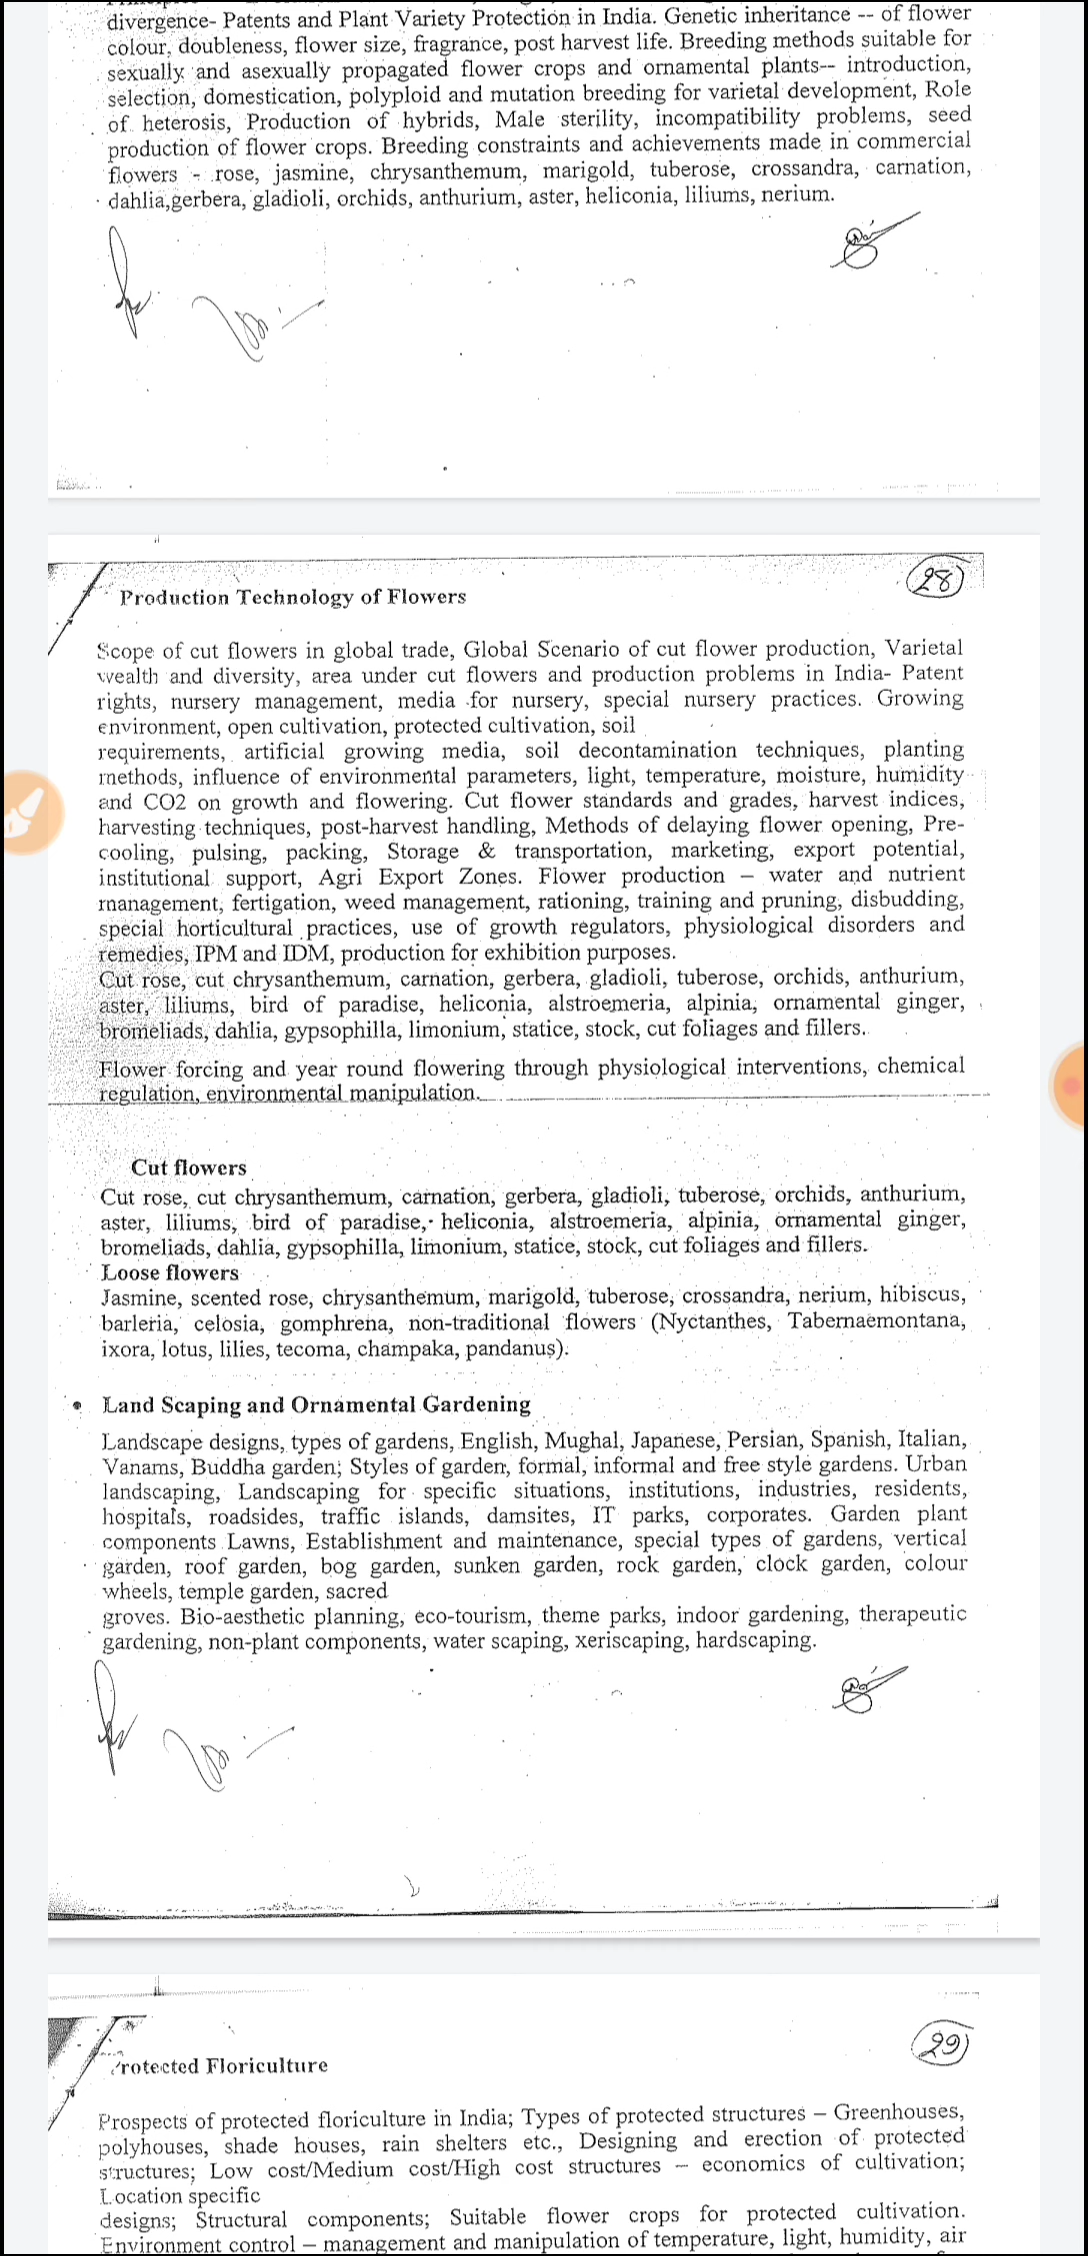 divergence- Patents and Plant Variety Protection in India. Genetic inheritance -- of flower
colour, doubleness, flower size, fragrance, post harvest life. Breeding methods suitable for
sexually and asexually propagated flower crops and ornamental plants-- introduction,
selection, domestication, polyploid and mutation breeding for varietal development, Role
of heterosis, Production of hybrids, Male sterility, incompatibility problems, seed
production of flower crops. Breeding constraints and achievements made in commercial
flowers - rose, jasmine, chrysanthemum, marigold, tuberose, crossandra, carnation,
dahlia,gerbera, gladioli, orchids, anthurium, aster, heliconia, liliums, nerium.
28
Production Technology of Flowers
Scope of cut flowers in global trade, Global Scenario of cut flower production, Varietal
wealth and diversity, area under cut flowers and production problems in India- Patent
rights, nursery management, media for nursery, special nursery practices. Growing
environment, open cultivation, protected cultivation, soil
requirements, artificial growing media, soil decontamination techniques, planting
methods, influence of environmental parameters, light, temperature, moisture, humidity
and CO2 on growth and flowering. Cut flower standards and grades, harvest indices,
harvesting techniques, post-harvest handling, Methods of delaying flower opening, Pre-
cooling, pulsing, packing, Storage & transportation, marketing, export potential,
institutional support, Agri Export Zones. Flower production – water and nutrient
management, fertigation, weed management, rationing, training and pruning, disbudding,
special horticultural practices, use of growth regulators, physiological disorders and
remedies, IPM and IDM, production for exhibition purposes.
Cut rose, cut chrysanthemum, carnation, gerbera, gladioli, tuberose, orchids, anthurium,
aster, liliums, bird of paradise, heliconia, alstroemeria, alpinia, ornamental ginger,
bromeliads, dahlia, gypsophilla, limonium, statice, stock, cut foliages and fillers.
Flower forcing and year round flowering through physiological interventions, chemical
regulation, environmental manipulation.
Cut flowers
Cut rose, cut chrysanthemum, carnation, gerbera, gladioli, tuberose, orchids, anthurium,
aster, liliums, bird of paradise, heliconia, alstroemeria, alpinia, ornamental ginger,
bromeliads, dahlia, gypsophilla, limonium, statice, stock, cut foliages and fillers.
Loose flowers
Jasmine, scented rose, chrysanthemum, marigold, tuberose, crossandra, nerium, hibiscus,
barleria, celosia, gomphrena, non-traditional flowers (Nyctanthes, Tabernaemontana,
ixora, lotus, lilies, tecoma, champaka, pandanus).
• Land Scaping and Ornamental Gardening
Landscape designs, types of gardens, English, Mughal, Japanese, Persian, Spanish, Italian,
Vanams, Buddha garden; Styles of garden, formal, informal and free style gardens. Urban
landscaping, Landscaping for specific situations, institutions, industries, residents,
hospitals, roadsides, traffic islands, damsites, IT parks, corporates. Garden plant
components Lawns, Establishment and maintenance, special types of gardens, vertical
garden, roof garden, bog garden, sunken garden, rock garden, clock garden, colour
wheels, temple garden, sacred
groves. Bio-aesthetic planning, eco-tourism, theme parks, indoor gardening, therapeutic
gardening, non-plant components, water scaping, xeriscaping, hardscaping.
29
Protected Floriculture
Prospects of protected floriculture in India; Types of protected structures – Greenhouses,
polyhouses, shade houses, rain shelters etc., Designing and erection of protected
structures; Low cost/Medium cost/High cost structures – economics of cultivation;
Location specific
designs; Structural components; Suitable flower crops for protected cultivation.
Environment control – management and manipulation of temperature, light, humidity, air